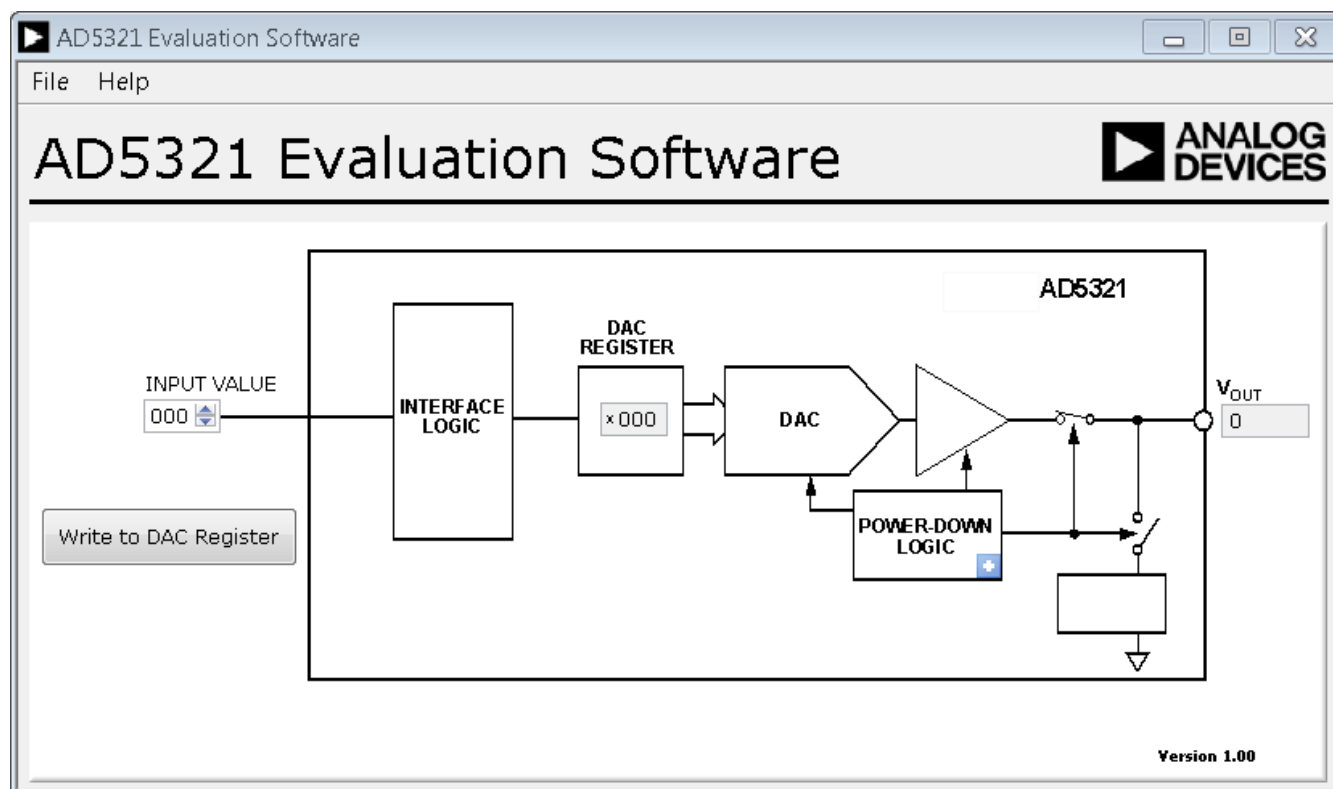 AD5321 Evaluation Software
File Help
AD5321 Evaluation Software
ANALOG
DEVICES
AD5321
DAC
REGISTER
INPUT VALUE
000
INTERFACE
LOGIC
×000
DAC
VOUT
0
Write to DAC Register
POWER-DOWN
LOGIC
Version 1.00